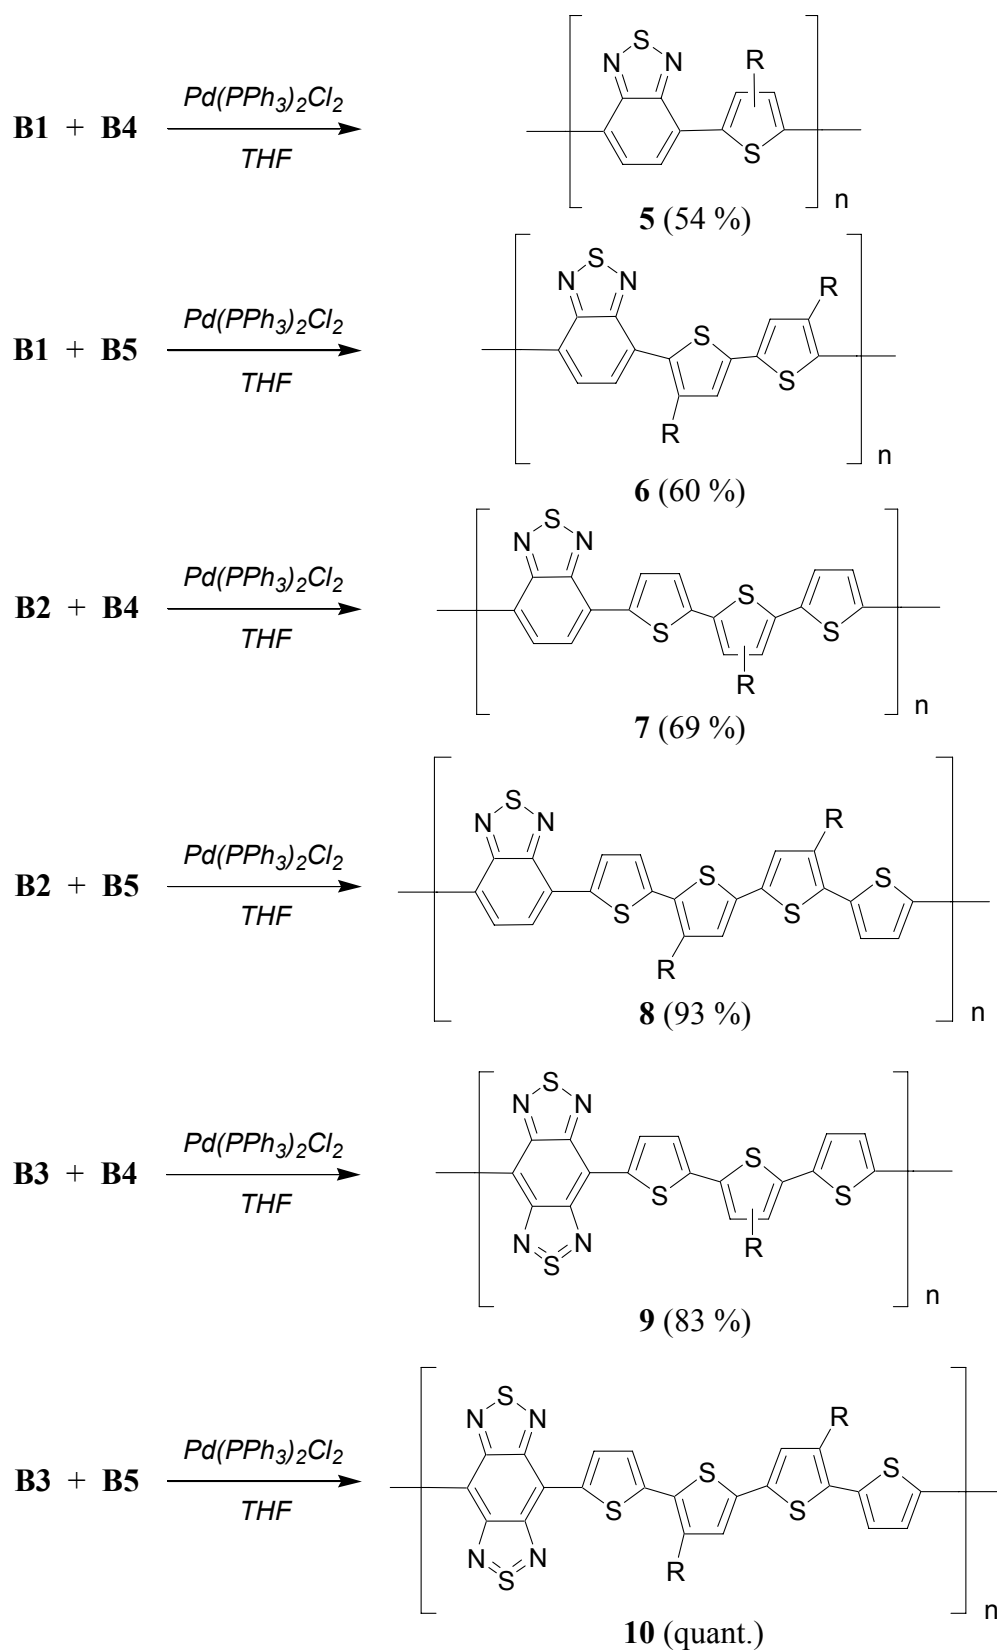 B1 + B4
Pd(PPh3)2Cl2
THF
S
N N
R
S
n
5 (54 %)
B1 + B5
Pd(PPh3)2Cl2
THF
S
N N
R
S
S
R
n
6 (60 %)
B2 + B4
Pd(PPh3)2Cl2
THF
S
N N
S
S S
R
n
7 (69 %)
B2 + B5
Pd(PPh3)2Cl2
THF
S
N N
R
S S
S S
R
n
8 (93 %)
B3 + B4
Pd(PPh3)2Cl2
THF
S
N N
S
S S
N N R
S
n
9 (83 %)
B3 + B5
Pd(PPh3)2Cl2
THF
S
N N R
S S
S S
N N R
S
n
10 (quant.)